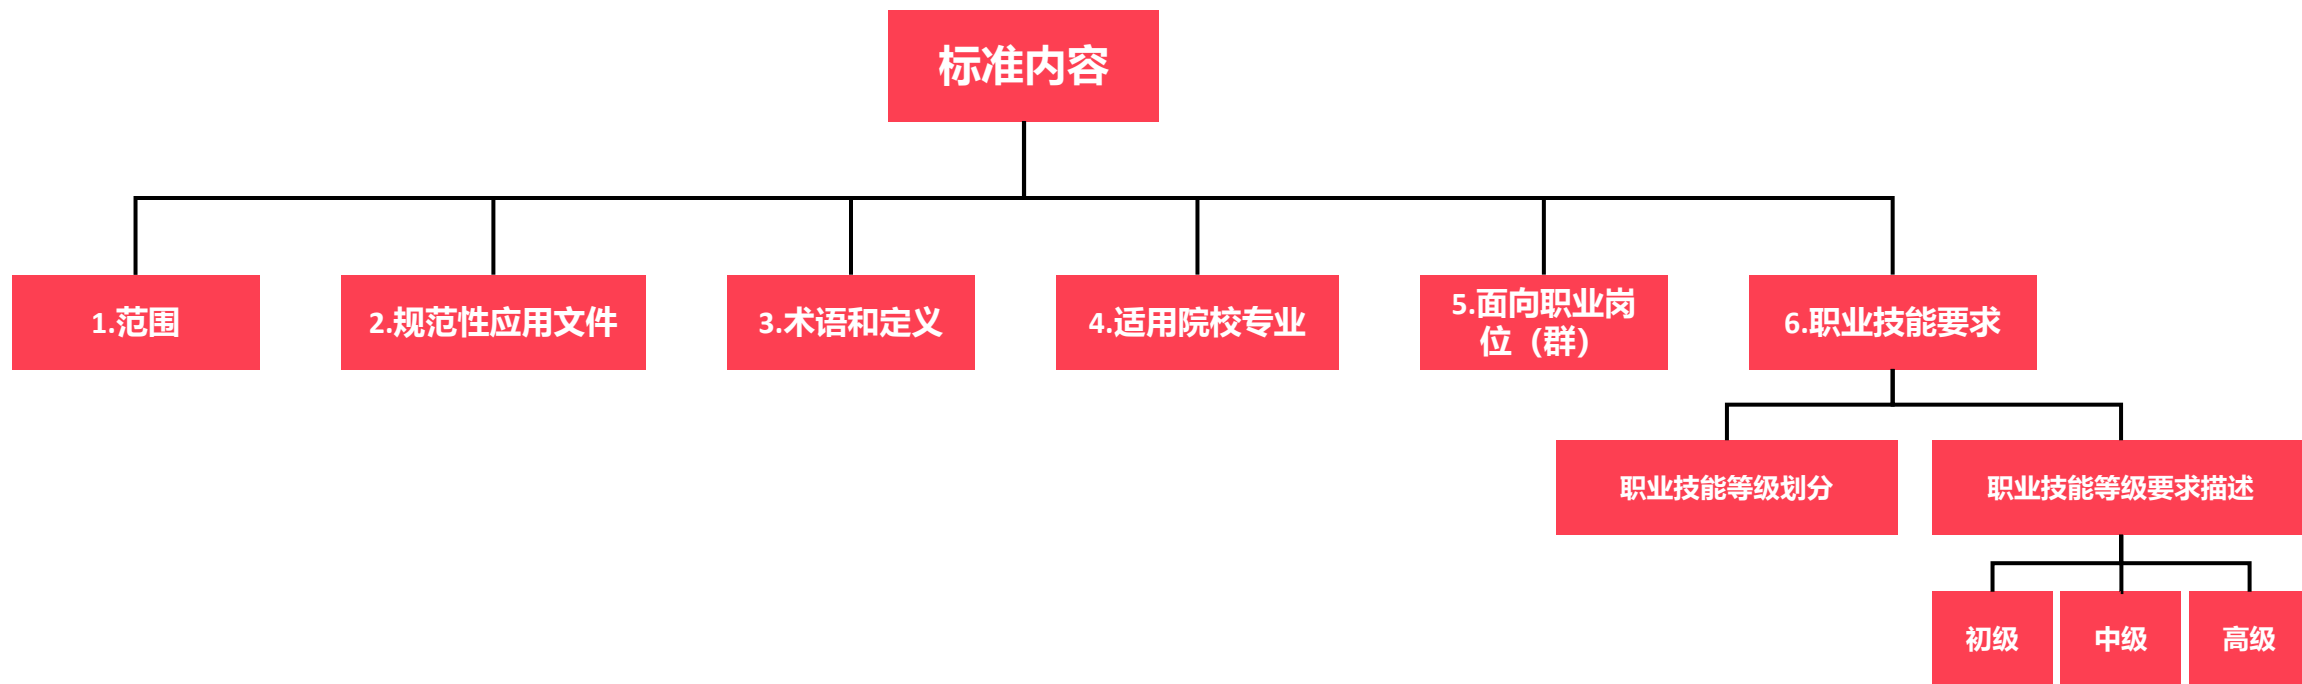 标准内容
1.范围
2.规范性应用文件
3.术语和定义
4.适用院校专业
5.面向职业岗
位（群）
6.职业技能要求
职业技能等级划分
职业技能等级要求描述
初级
中级
高级